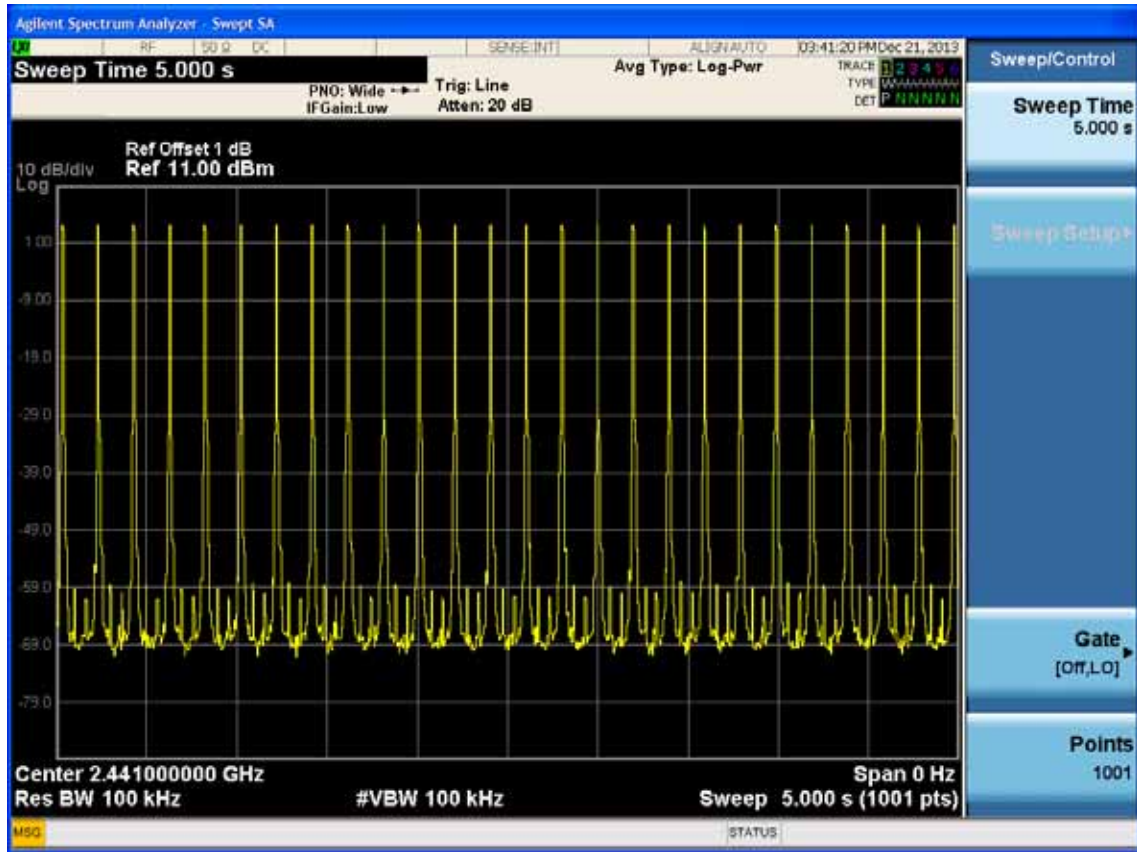 Agilent Spectrum Analyzer - Swept SA
RF 50 Ω DC SENSE:INT ALIGN AUTO 03:41:20 PM Dec 21, 2013
Sweep Time 5.000 s
PNO: Wide
IFGain:Low
Trig: Line
Atten: 20 dB
Avg Type: Log-Pwr
TRACE 1 2 3 4 5 6
TYPE
DET P N N N N N
Ref Offset 1 dB
10 dB/div Ref 11.00 dBm
Log
1.00
-9.00
-19.0
-29.0
-39.0
-49.0
-59.0
-69.0
-79.0
Center 2.441000000 GHz Span 0 Hz
Res BW 100 kHz #VBW 100 kHz Sweep 5.000 s (1001 pts)
MSG STATUS
Sweep/Control
Sweep Time
5.000 s
Sweep Setup
Gate
[Off,LO]
Points
1001